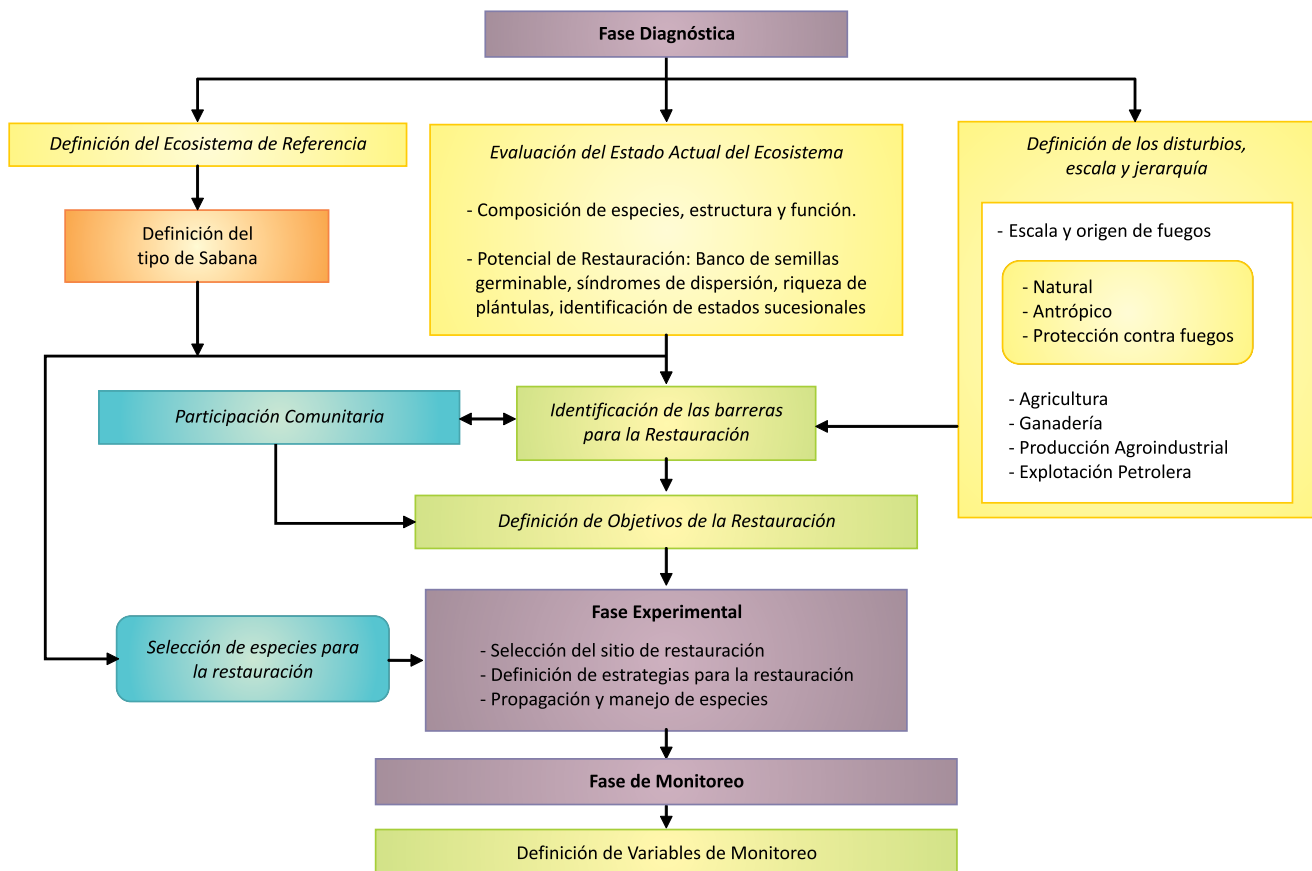 Fase Diagnóstica
Definición del Ecosistema de Referencia
Definición del
tipo de Sabana
Evaluación del Estado Actual del Ecosistema
- Composición de especies, estructura y función.
- Potencial de Restauración: Banco de semillas
germinable, síndromes de dispersión, riqueza de
plántulas, identificación de estados sucesionales
Definición de los disturbios,
escala y jerarquía
- Escala y origen de fuegos
- Natural
- Antrópico
- Protección contra fuegos
- Agricultura
- Ganadería
- Producción Agroindustrial
- Explotación Petrolera
Participación Comunitaria
Identificación de las barreras
para la Restauración
Definición de Objetivos de la Restauración
Selección de especies para
la restauración
Fase Experimental
- Selección del sitio de restauración
- Definición de estrategias para la restauración
- Propagación y manejo de especies
Fase de Monitoreo
Definición de Variables de Monitoreo